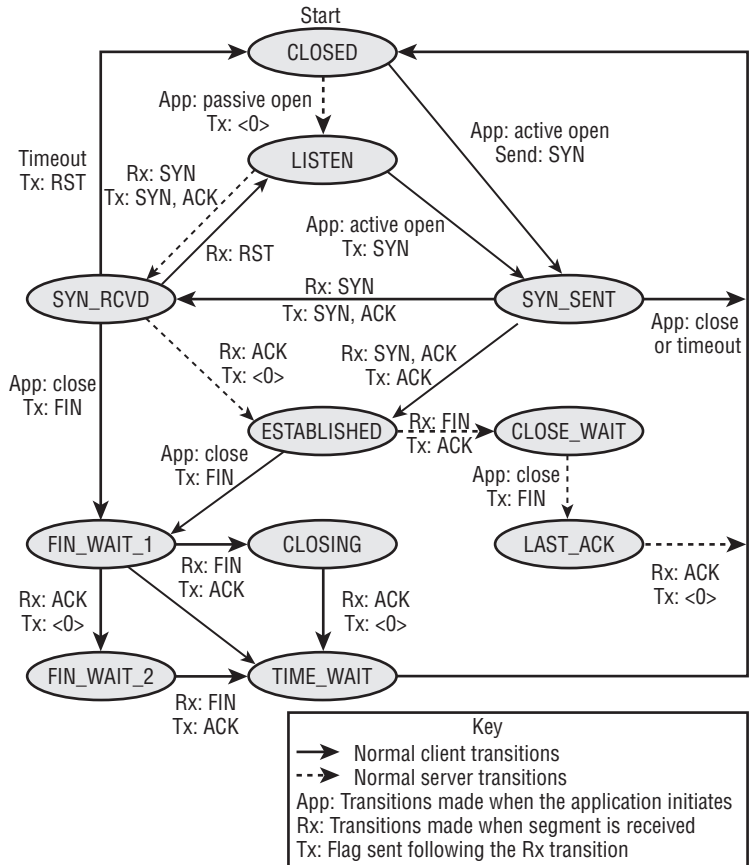 Start
CLOSED
App: passive open
Tx: <0>
App: active open
Send: SYN
LISTEN
Timeout
Tx: RST
Rx: SYN
Tx: SYN, ACK
App: active open
Tx: SYN
Rx: RST
SYN_RCVD
Rx: SYN
Tx: SYN, ACK
SYN_SENT
App: close
or timeout
Rx: ACK
Tx: <0>
Rx: SYN, ACK
Tx: ACK
App: close
Tx: FIN
ESTABLISHED
Rx: FIN
Tx: ACK
CLOSE_WAIT
App: close
Tx: FIN
App: close
Tx: FIN
FIN_WAIT_1
CLOSING
LAST_ACK
Rx: FIN
Tx: ACK
Rx: ACK
Tx: <0>
Rx: ACK
Tx: <0>
Rx: ACK
Tx: <0>
FIN_WAIT_2
TIME_WAIT
Rx: FIN
Tx: ACK
Key
Normal client transitions
Normal server transitions
App: Transitions made when the application initiates
Rx: Transitions made when segment is received
Tx: Flag sent following the Rx transition